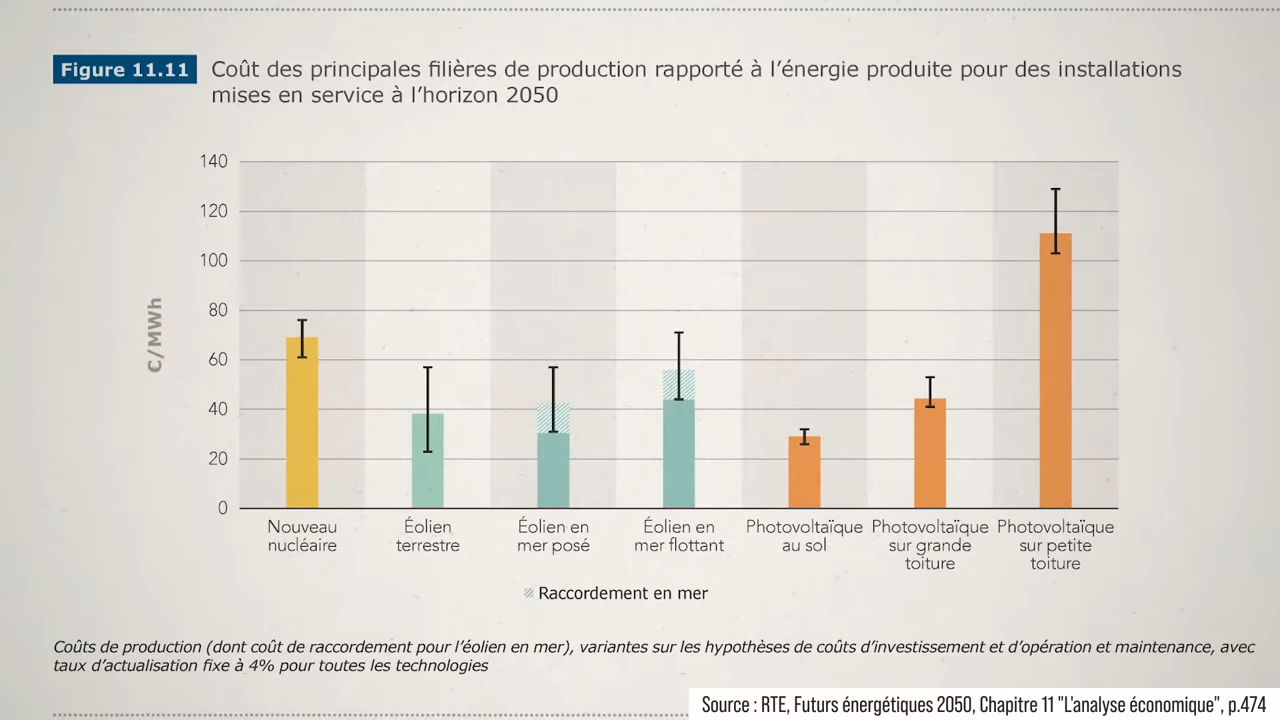 Figure 11.11 Coût des principales filières de production rapporté à l’énergie produite pour des installations
mises en service à l’horizon 2050
140
120
100
80
60
40
20
0
€/MWh
Nouveau
nucléaire
Éolien
terrestre
Éolien en
mer posé
Éolien en
mer flottant
Photovoltaïque
au sol
Photovoltaïque
sur grande
toiture
Photovoltaïque
sur petite
toiture
Raccordement en mer
Coûts de production (dont coût de raccordement pour l’éolien en mer), variantes sur les hypothèses de coûts d’investissement et d’opération et maintenance, avec
taux d’actualisation fixe à 4% pour toutes les technologies
Source : RTE, Futurs énergétiques 2050, Chapitre 11 "L'analyse économique", p.474